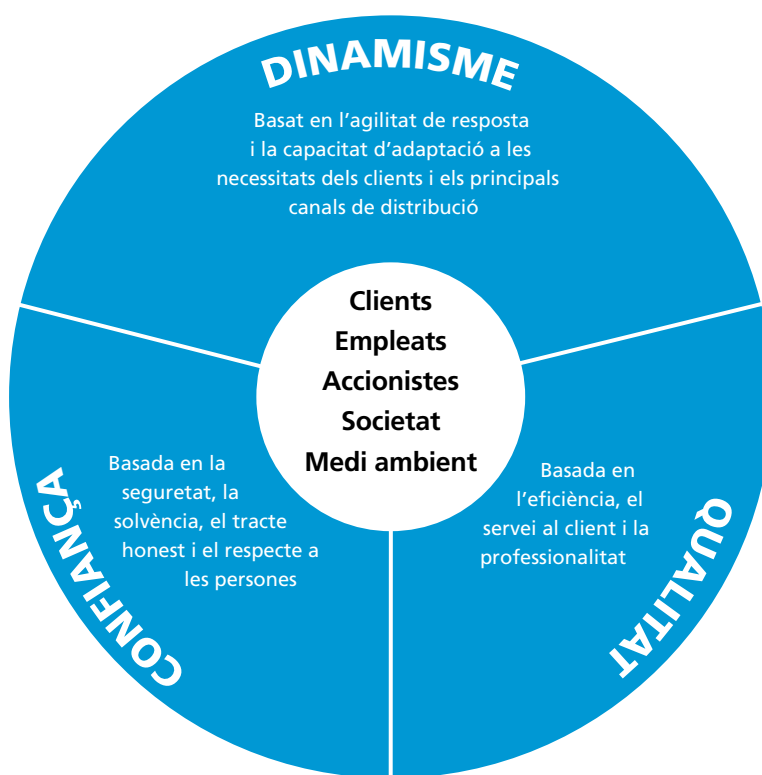 DINAMISME
Basat en l’agilitat de resposta
i la capacitat d’adaptació a les
necessitats dels clients i els principals
canals de distribució
Clients
Empleats
Accionistes
Societat
Medi ambient
CONFIANÇA
Basada en la
seguretat, la
solvència, el tracte
honest i el respecte a
les persones
QUALITAT
Basada en
l’eficiència, el
servei al client i la
professionalitat